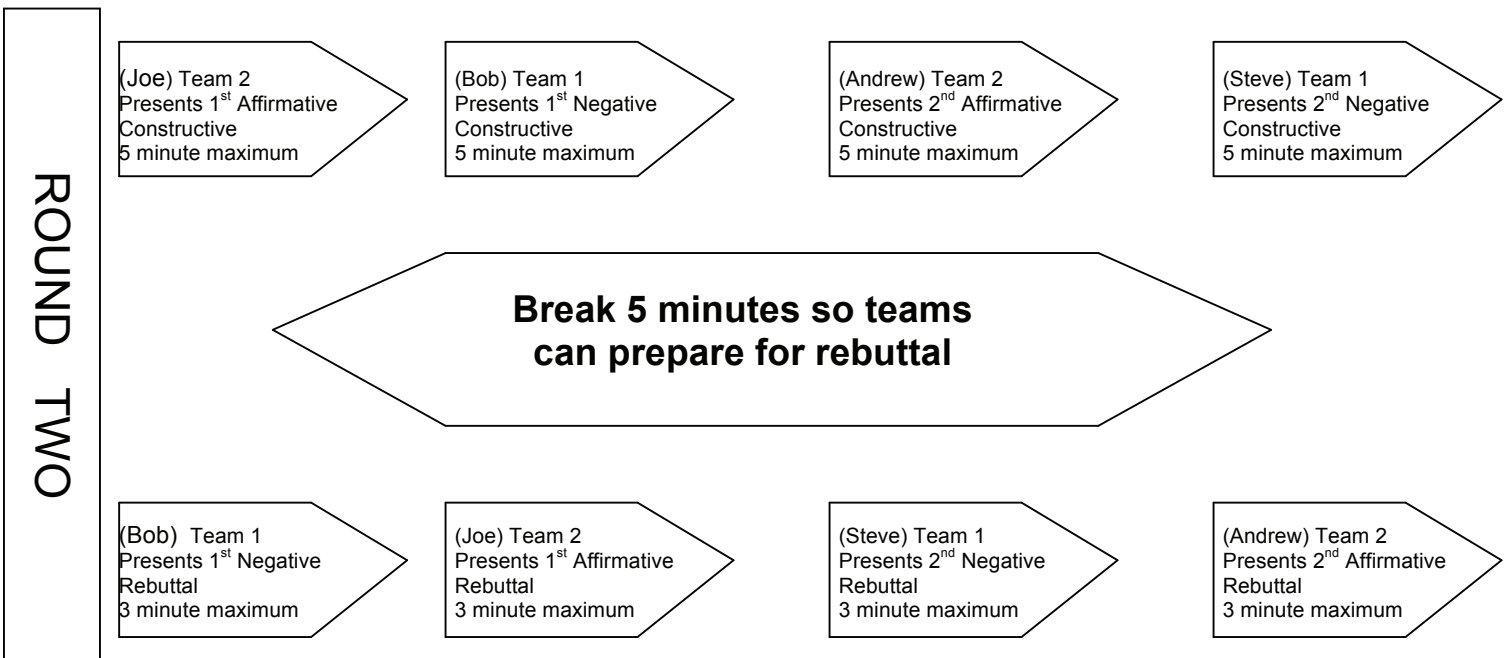 ROUND TWO
(Joe) Team 2
Presents 1st Affirmative
Constructive
5 minute maximum
(Bob) Team 1
Presents 1st Negative
Constructive
5 minute maximum
(Andrew) Team 2
Presents 2nd Affirmative
Constructive
5 minute maximum
(Steve) Team 1
Presents 2nd Negative
Constructive
5 minute maximum
Break 5 minutes so teams
can prepare for rebuttal
(Bob) Team 1
Presents 1st Negative
Rebuttal
3 minute maximum
(Joe) Team 2
Presents 1st Affirmative
Rebuttal
3 minute maximum
(Steve) Team 1
Presents 2nd Negative
Rebuttal
3 minute maximum
(Andrew) Team 2
Presents 2nd Affirmative
Rebuttal
3 minute maximum